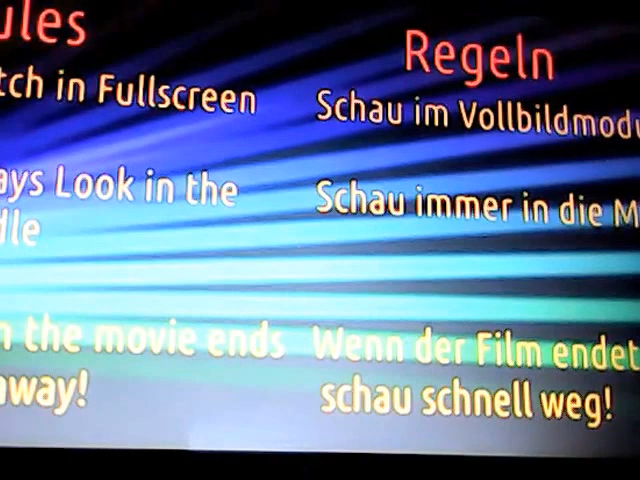 ules
tch in Fullscreen
ays Look in the
dle
n the movie ends
away!
Regeln
Schau im Vollbildmodu
Schau immer in die M
Wenn der Film endet
schau schnell weg!